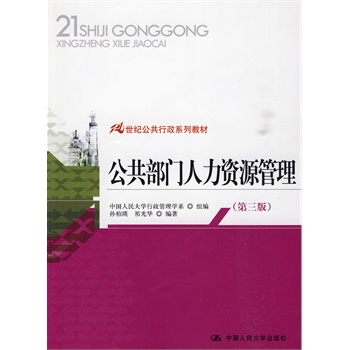 21SHIJI GONGGONG
XINGZHENG XILIE JIAOCAI
21世纪公共行政系列教材
公共部门人力资源管理
(第三版)
中国人民大学行政管理学系 ◎ 组编
孙柏瑛 祁光华 ◎ 编著
中国人民大学出版社